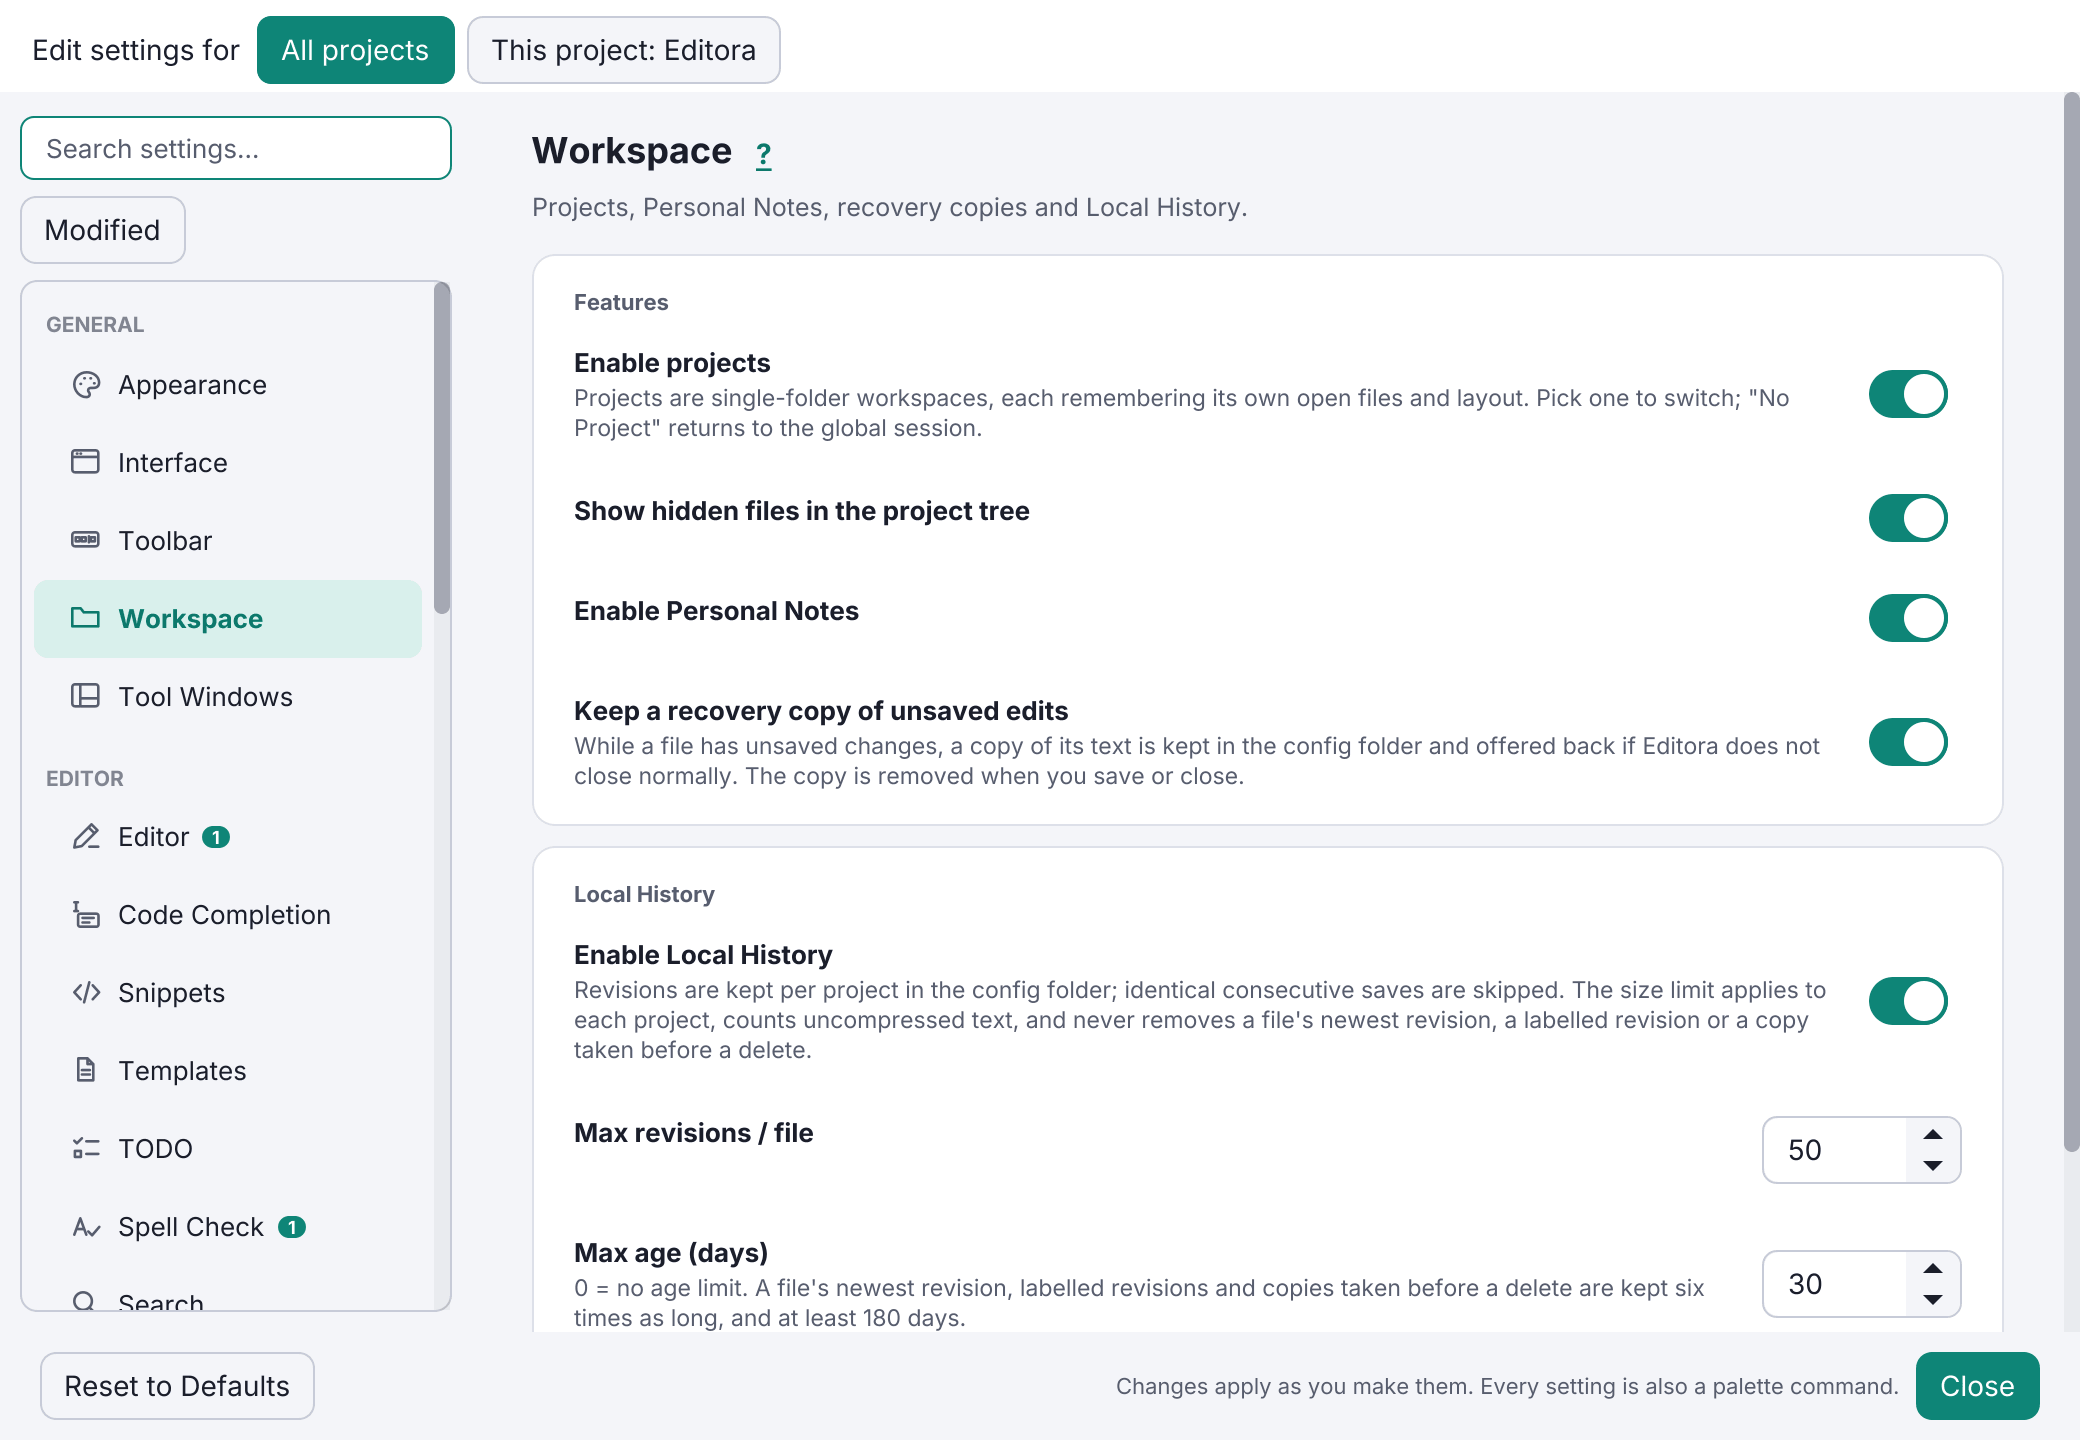 Edit settings for
All projects
This project: Editora
Search settings...
Modified
GENERAL
Appearance
Interface
Toolbar
Workspace
Tool Windows
EDITOR
Editor 1
Code Completion
Snippets
Templates
TODO
Spell Check 1
Search
Workspace ?
Projects, Personal Notes, recovery copies and Local History.
Features
Enable projects
Projects are single-folder workspaces, each remembering its own open files and layout. Pick one to switch; "No
Project" returns to the global session.
Show hidden files in the project tree
Enable Personal Notes
Keep a recovery copy of unsaved edits
While a file has unsaved changes, a copy of its text is kept in the config folder and offered back if Editora does not
close normally. The copy is removed when you save or close.
Local History
Enable Local History
Revisions are kept per project in the config folder; identical consecutive saves are skipped. The size limit applies to
each project, counts uncompressed text, and never removes a file's newest revision, a labelled revision or a copy
taken before a delete.
Max revisions / file
50
Max age (days)
0 = no age limit. A file's newest revision, labelled revisions and copies taken before a delete are kept six
times as long, and at least 180 days.
30
Reset to Defaults
Changes apply as you make them. Every setting is also a palette command.
Close